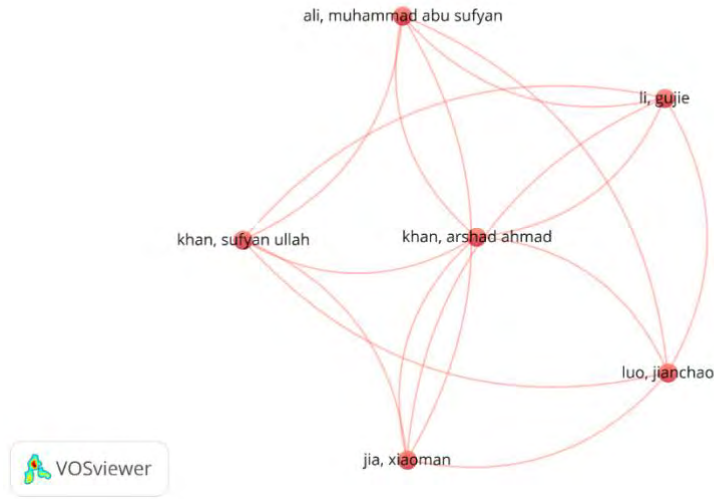 ali, muhammad abu sufyan
li, gujie
khan, sufyan ullah
khan, arshad ahmad
luo, jianchao
jia, xiaoman
VOSviewer